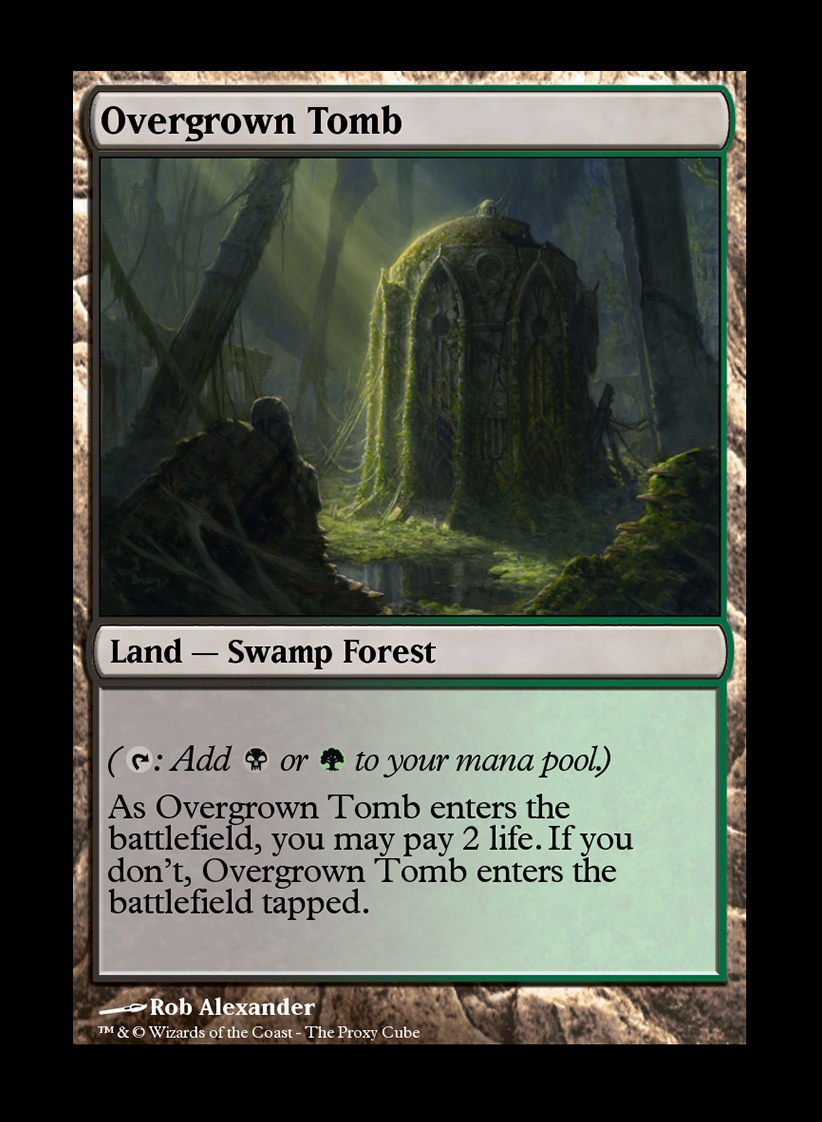 Overgrown Tomb
Land — Swamp Forest
( : Add or to your mana pool.)
As Overgrown Tomb enters the
battlefield, you may pay 2 life. If you
don't, Overgrown Tomb enters the
battlefield tapped.
Rob Alexander
™ & © Wizards of the Coast - The Proxy Cube